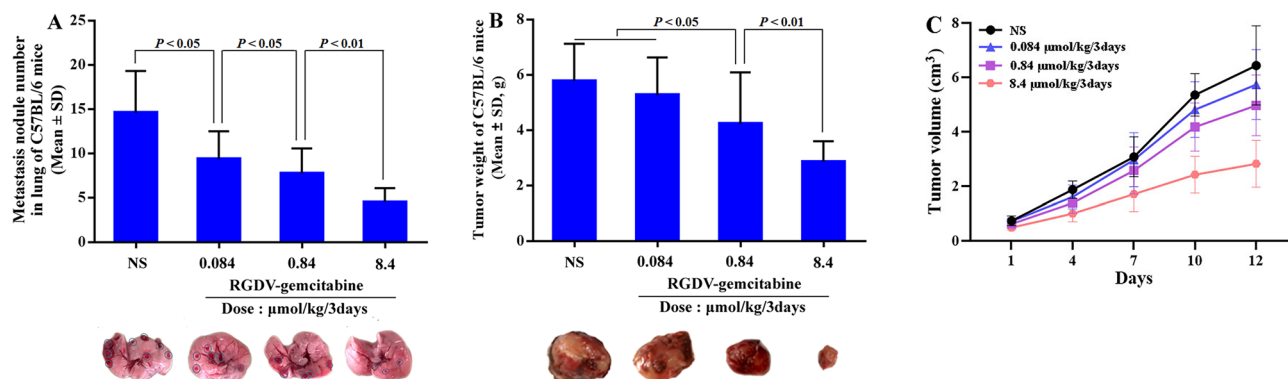 A
Metastasis nodule number
in lung of C57BL/6 mice
(Mean ± SD)
25
20
15
10
5
0
P < 0.05
P < 0.05
P < 0.01
NS
0.084
0.84
8.4
RGDV-gemcitabine
Dose : µmol/kg/3days
B
Tumor weight of C57BL/6 mice
(Mean ± SD, g)
8
6
4
2
0
P < 0.05
P < 0.01
NS
0.084
0.84
8.4
RGDV-gemcitabine
Dose : µmol/kg/3days
C
Tumor volume (cm³)
8
6
4
2
0
NS
0.084 µmol/kg/3days
0.84 µmol/kg/3days
8.4 µmol/kg/3days
1
4
7
10
12
Days